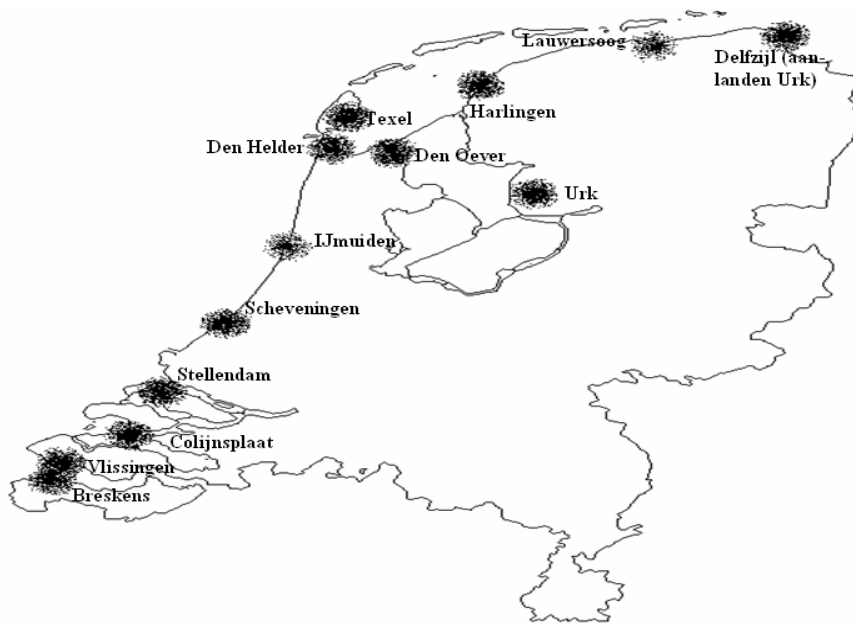 Lauwersoog
Delfzijl (aan-
landen Urk)
Harlingen
Texel
Den Helder
Den Oever
Urk
IJmuiden
Scheveningen
Stellendam
Colijnsplaat
Vlissingen
Breskens